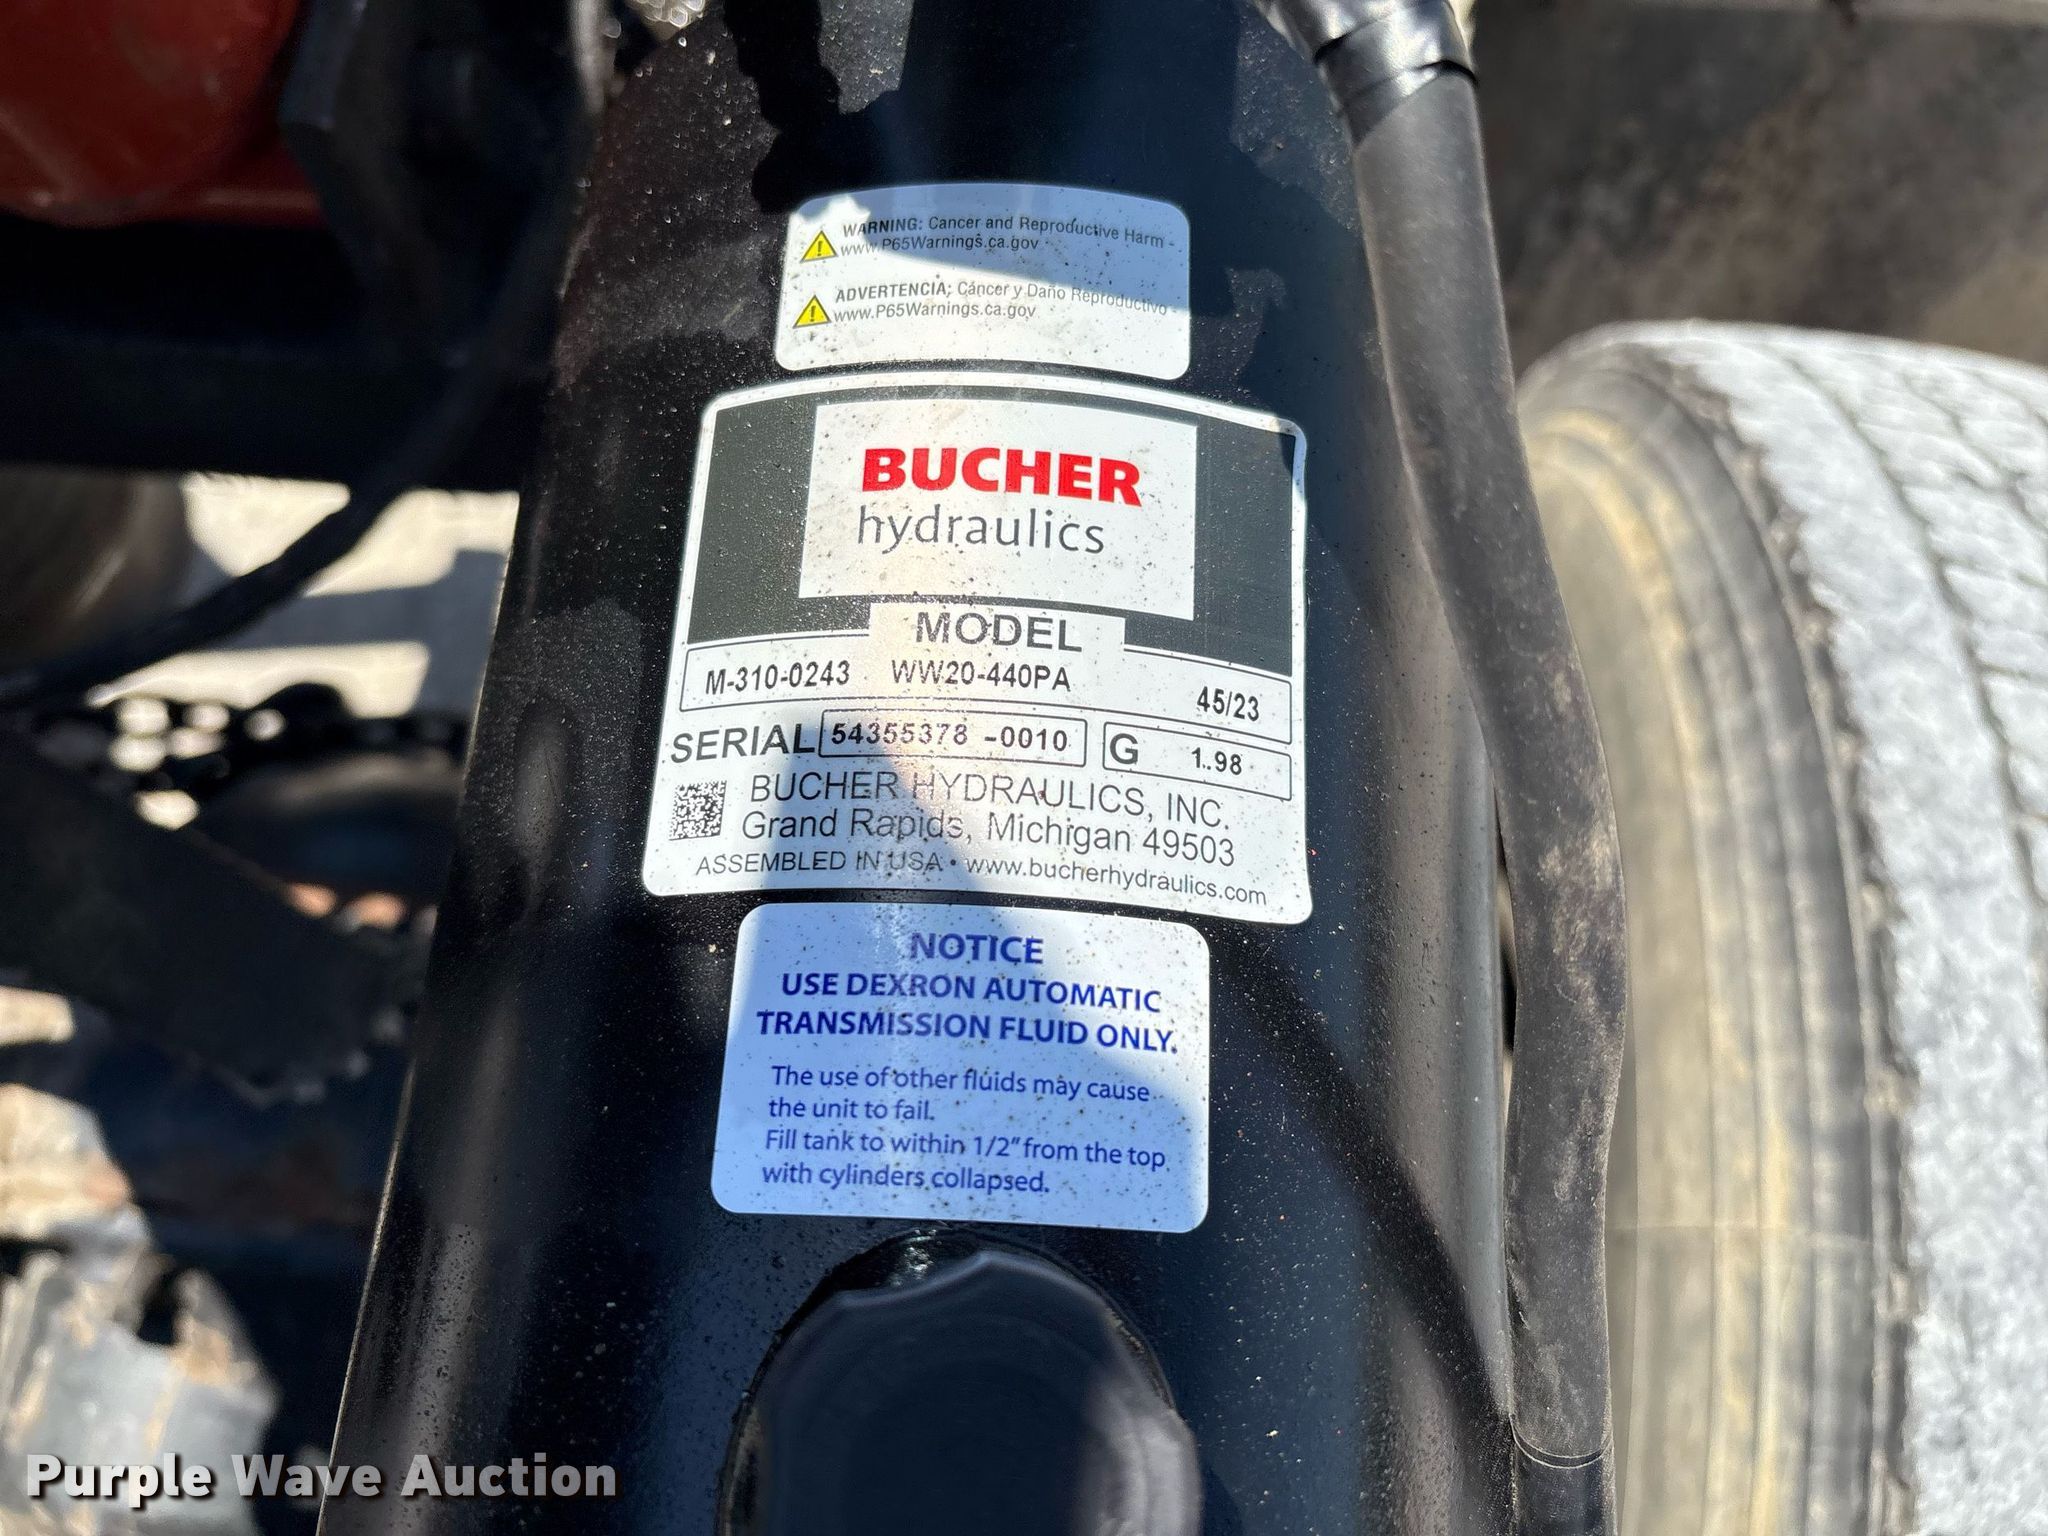 WARNING: Cancer and Reproductive Harm -
www.P65Warnings.ca.gov
ADVERTENCIA: Cáncer y Daño Reproductivo -
www.P65Warnings.ca.gov
BUCHER
hydraulics
MODEL
M-310-0243 WW20-440PA 45/23
SERIAL 54355378 -0010 G 1.98
BUCHER HYDRAULICS, INC.
Grand Rapids, Michigan 49503
ASSEMBLED IN USA • www.bucherhydraulics.com
NOTICE
USE DEXRON AUTOMATIC
TRANSMISSION FLUID ONLY.
The use of other fluids may cause
the unit to fail.
Fill tank to within 1/2" from the top
with cylinders collapsed.
Purple Wave Auction